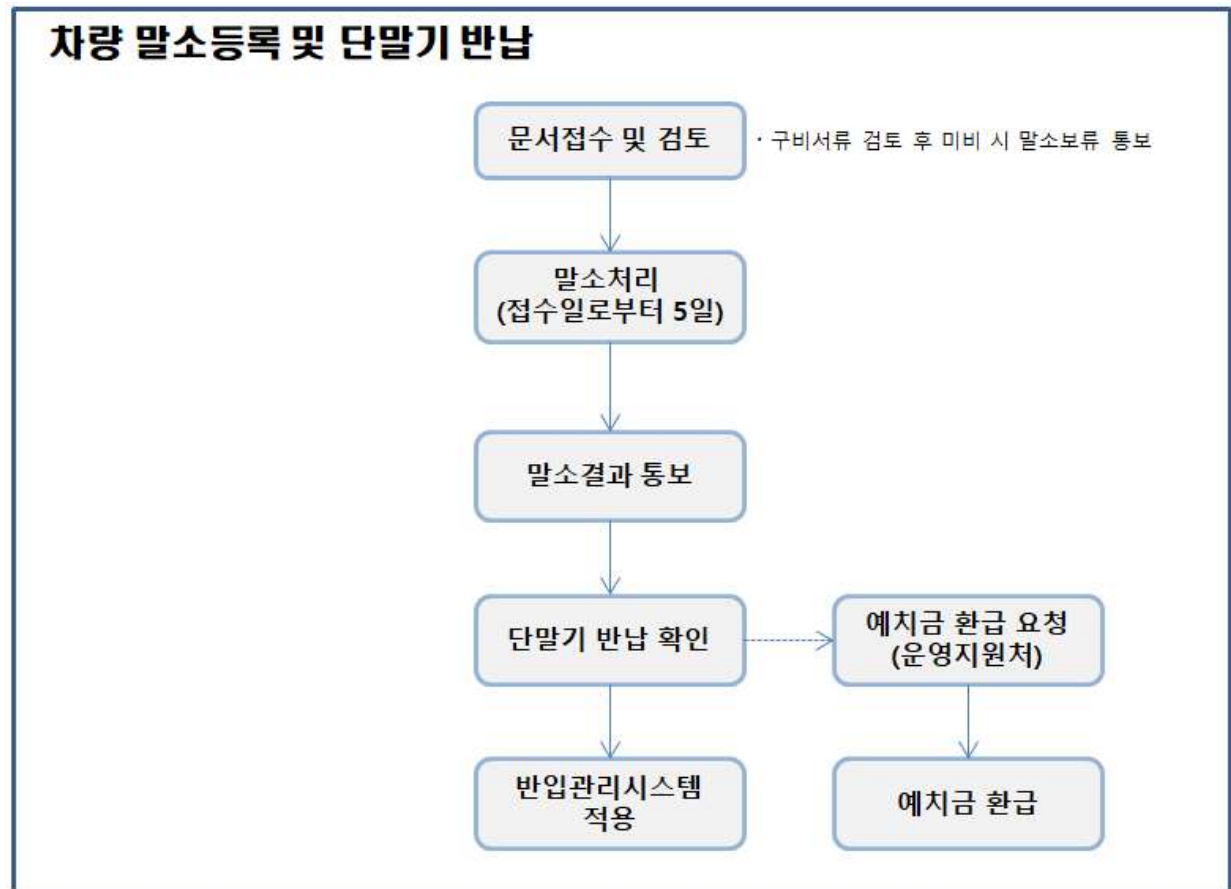 차량 말소등록 및 단말기 반납
문서접수 및 검토
· 구비서류 검토 후 미비 시 말소보류 통보
말소처리
(접수일로부터 5일)
말소결과 통보
단말기 반납 확인
예치금 환급 요청
(운영지원처)
반입관리시스템
적용
예치금 환급